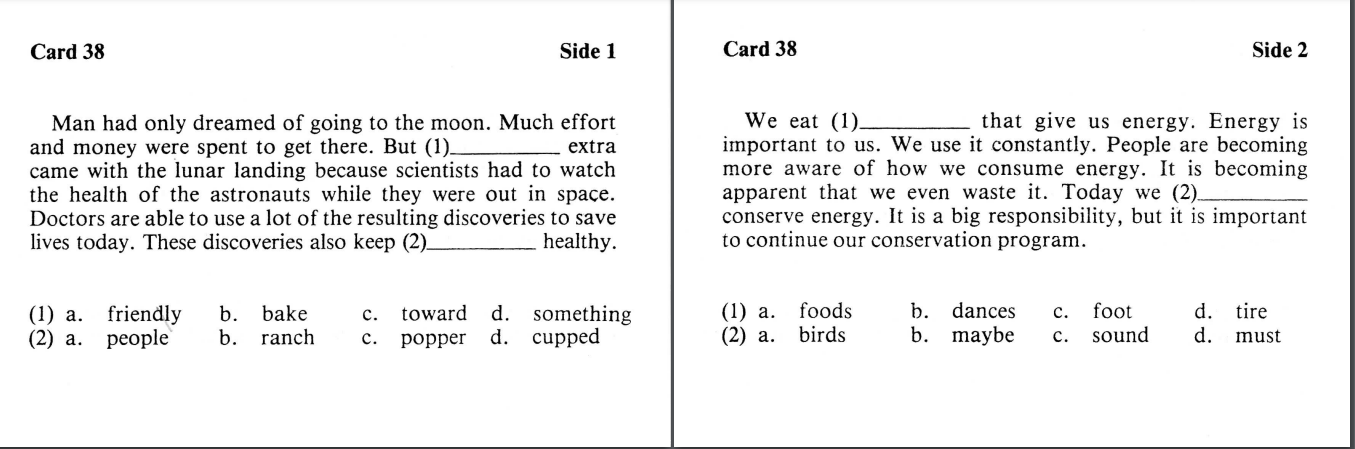 Card 38 Side 1
Man had only dreamed of going to the moon. Much effort
and money were spent to get there. But (1)__________ extra
came with the lunar landing because scientists had to watch
the health of the astronauts while they were out in space.
Doctors are able to use a lot of the resulting discoveries to save
lives today. These discoveries also keep (2)__________ healthy.
(1) a. friendly b. bake c. toward d. something
(2) a. people b. ranch c. popper d. cupped
Card 38 Side 2
We eat (1)__________ that give us energy. Energy is
important to us. We use it constantly. People are becoming
more aware of how we consume energy. It is becoming
apparent that we even waste it. Today we (2)__________
conserve energy. It is a big responsibility, but it is important
to continue our conservation program.
(1) a. foods b. dances c. foot d. tire
(2) a. birds b. maybe c. sound d. must